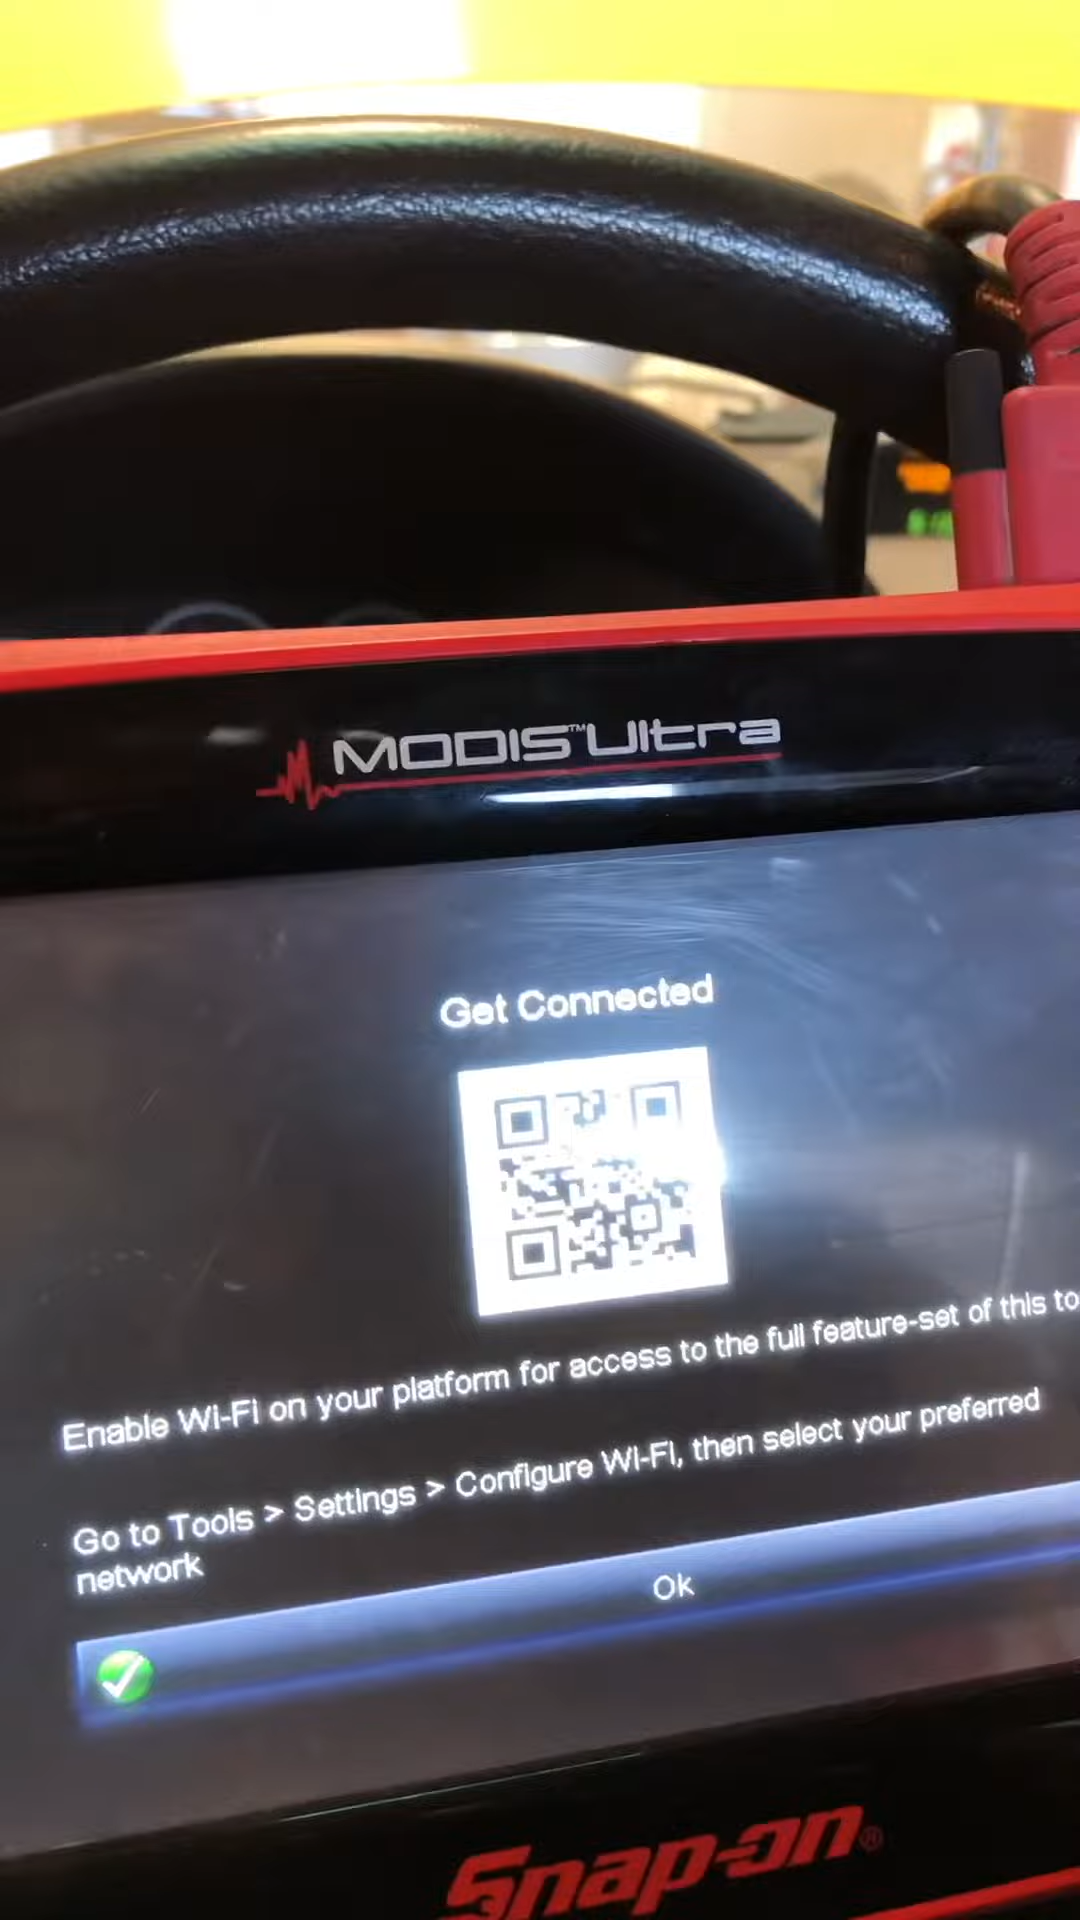 MODIS™ Ultra
Get Connected
Enable Wi-Fi on your platform for access to the full feature-set of this to
Go to Tools > Settings > Configure Wi-Fi, then select your preferred
network
Ok
Snap-on®